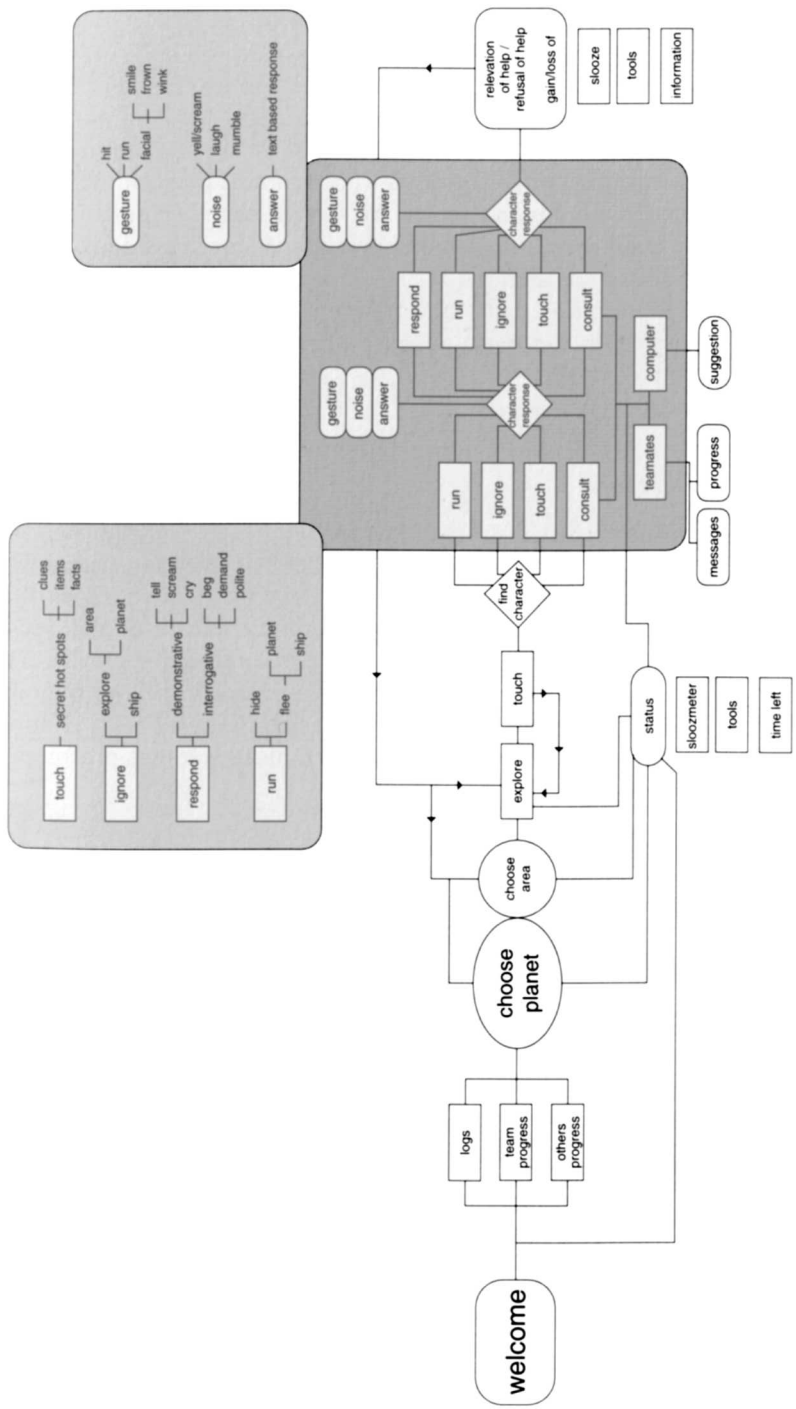 welcome
logs
team
progress
others
progress
choose
planet
choose
area
explore
touch
find
character
status
sloozmeter
tools
time left
run
ignore
touch
consult
gesture
noise
answer
character
response
respond
run
ignore
touch
consult
teamates
computer
messages
progress
suggestion
gesture
noise
answer
character
response
relevation
of help /
refusal of help
gain/loss of
slooze
tools
information
touch
secret hot spots
clues
items
facts
ignore
explore
area
planet
ship
respond
demonstrative
tell
scream
cry
interrogative
beg
demand
polite
run
hide
flee
planet
ship
gesture
hit
run
facial
smile
frown
wink
noise
yell/scream
laugh
mumble
answer
text based response